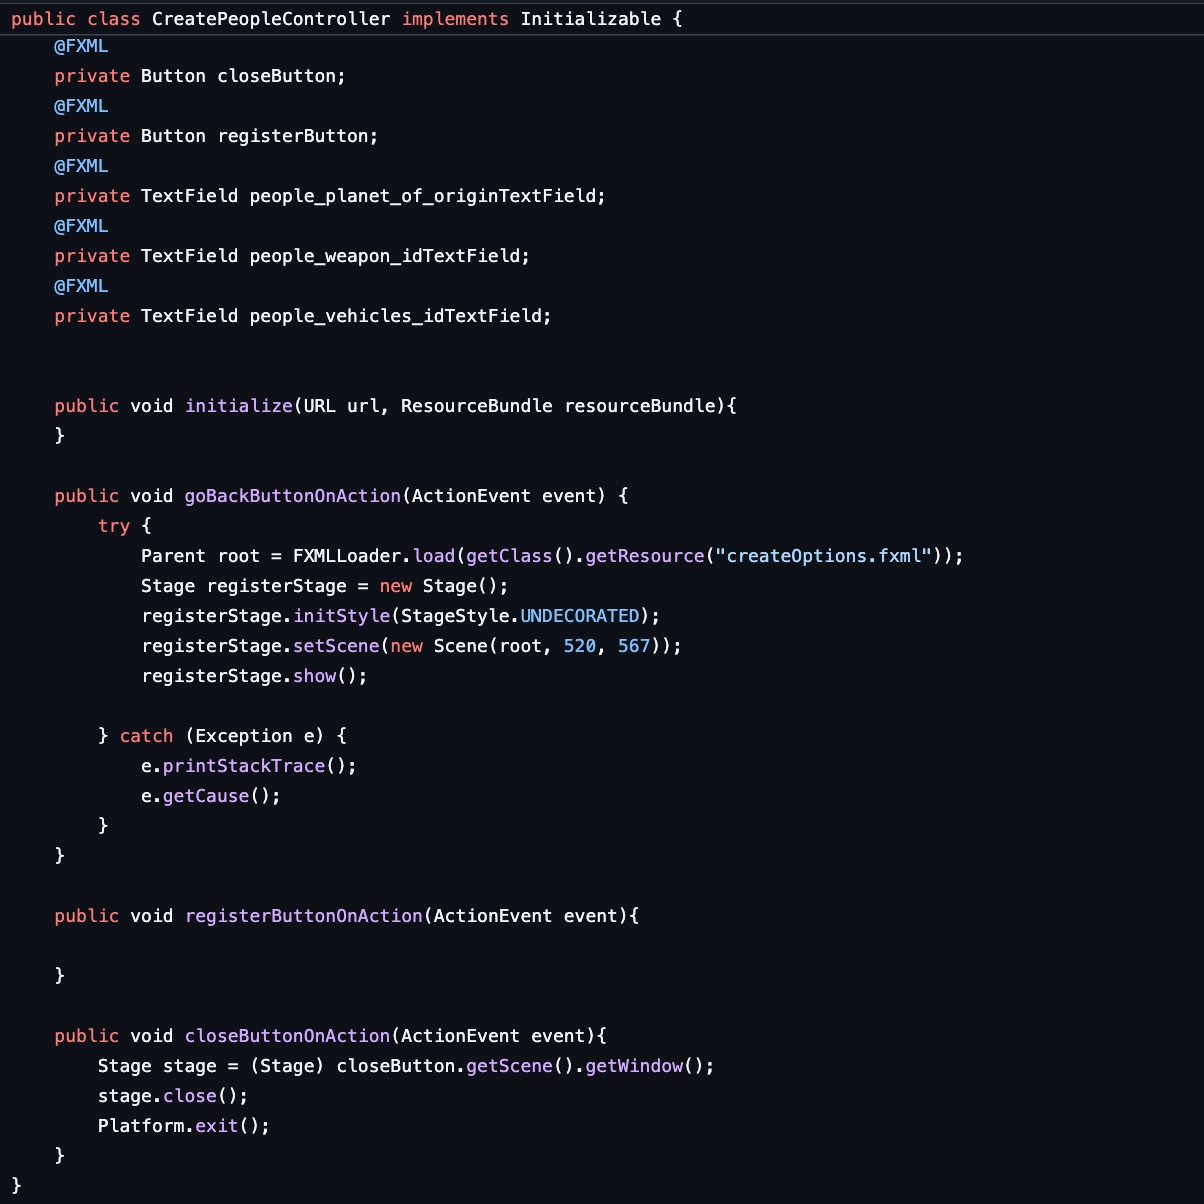 public class CreatePeopleController implements Initializable {
@FXML
private Button closeButton;
@FXML
private Button registerButton;
@FXML
private TextField people_planet_of_originTextField;
@FXML
private TextField people_weapon_idTextField;
@FXML
private TextField people_vehicles_idTextField;
public void initialize(URL url, ResourceBundle resourceBundle){
}
public void goBackButtonOnAction(ActionEvent event) {
try {
Parent root = FXMLLoader.load(getClass().getResource("createOptions.fxml"));
Stage registerStage = new Stage();
registerStage.initStyle(StageStyle.UNDECORATED);
registerStage.setScene(new Scene(root, 520, 567));
registerStage.show();
} catch (Exception e) {
e.printStackTrace();
e.getCause();
}
}
public void registerButtonOnAction(ActionEvent event){
}
public void closeButtonOnAction(ActionEvent event){
Stage stage = (Stage) closeButton.getScene().getWindow();
stage.close();
Platform.exit();
}
}